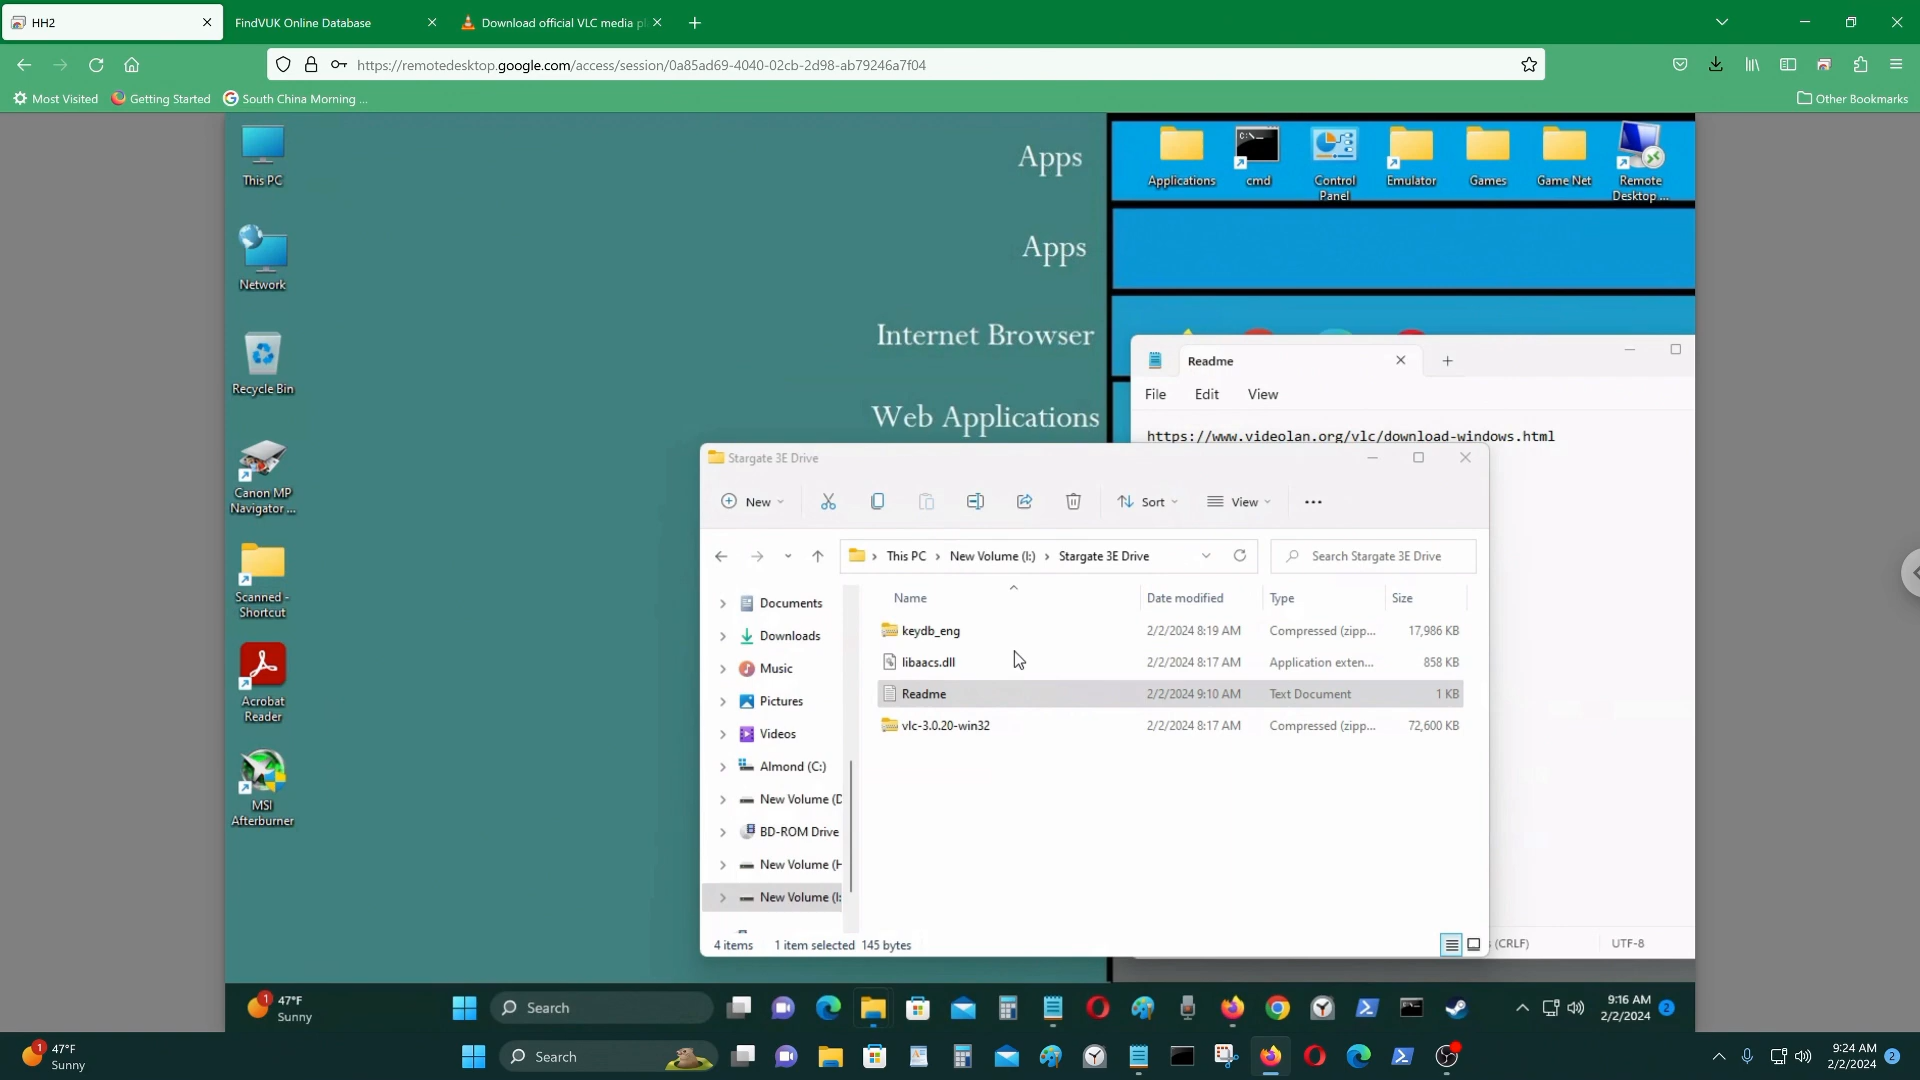 HH2
FindVUK Online Database
Download official VLC media pl
https://remotedesktop.google.com/access/session/0a85ad69-4040-02cb-2d98-ab79246a7f04
Most Visited
Getting Started
South China Morning ...
Other Bookmarks
This PC
Network
Recycle Bin
Canon MP
Navigator ...
Scanned -
Shortcut
Acrobat
Reader
MSI
Afterburner
Apps
Apps
Internet Browser
Web Applications
Applications
cmd
Control
Panel
Emulator
Games
Game Net
Remote
Desktop ...
Readme
File
Edit
View
https://www.videolan.org/vlc/download-windows.html
Stargate 3E Drive
New
Sort
View
This PC > New Volume (I:) > Stargate 3E Drive
Search Stargate 3E Drive
Name
Date modified
Type
Size
keydb_eng 2/2/2024 8:19 AM Compressed (zipp... 17,986 KB
libaacs.dll 2/2/2024 8:17 AM Application exten... 858 KB
Readme 2/2/2024 9:10 AM Text Document 1 KB
vlc-3.0.20-win32 2/2/2024 8:17 AM Compressed (zipp... 72,600 KB
Documents
Downloads
Music
Pictures
Videos
Almond (C:)
New Volume (D
BD-ROM Drive
New Volume (H
New Volume (I:
4 items 1 item selected 145 bytes
(CRLF)
UTF-8
1
47°F
Sunny
Search
9:16 AM
2/2/2024
2
1
47°F
Sunny
Search
9:24 AM
2/2/2024
2